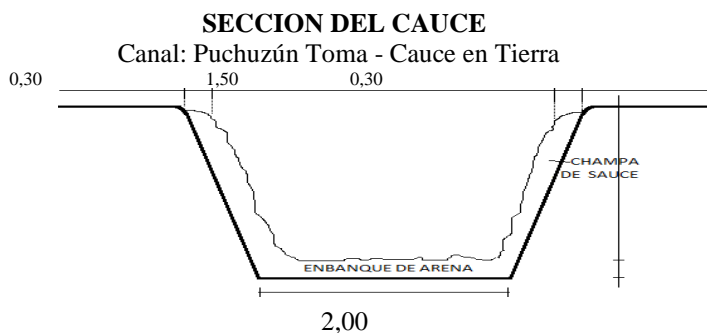 SECCION DEL CAUCE
Canal: Puchuzún Toma - Cauce en Tierra
0,30 1,50 0,30
CHAMPA
DE SAUCE
ENBANQUE DE ARENA
2,00